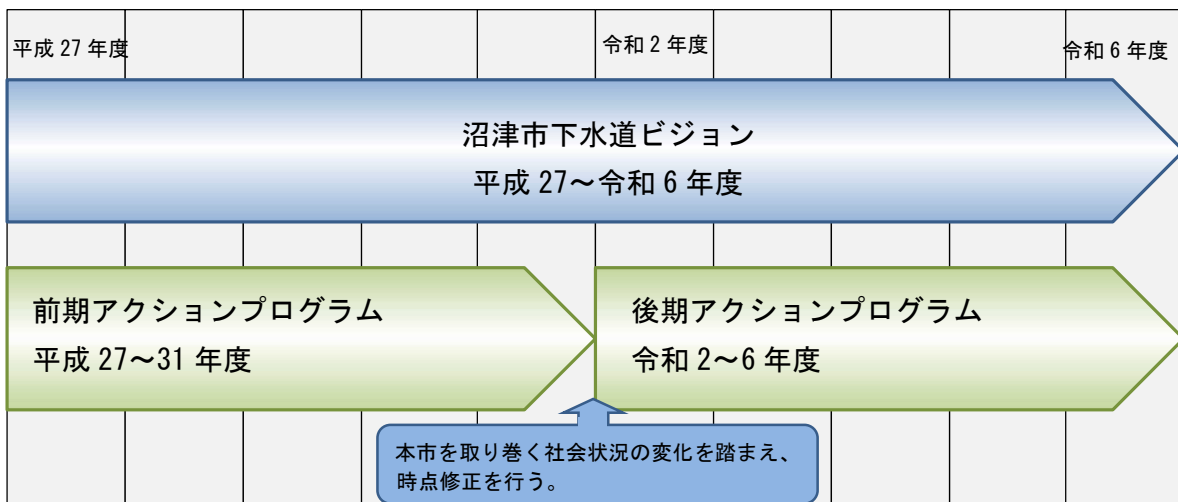 平成 27 年度
令和 2 年度
令和 6 年度
沼津市下水道ビジョン
平成 27～令和 6 年度
前期アクションプログラム
平成 27～31 年度
後期アクションプログラム
令和 2～6 年度
本市を取り巻く社会状況の変化を踏まえ、
時点修正を行う。